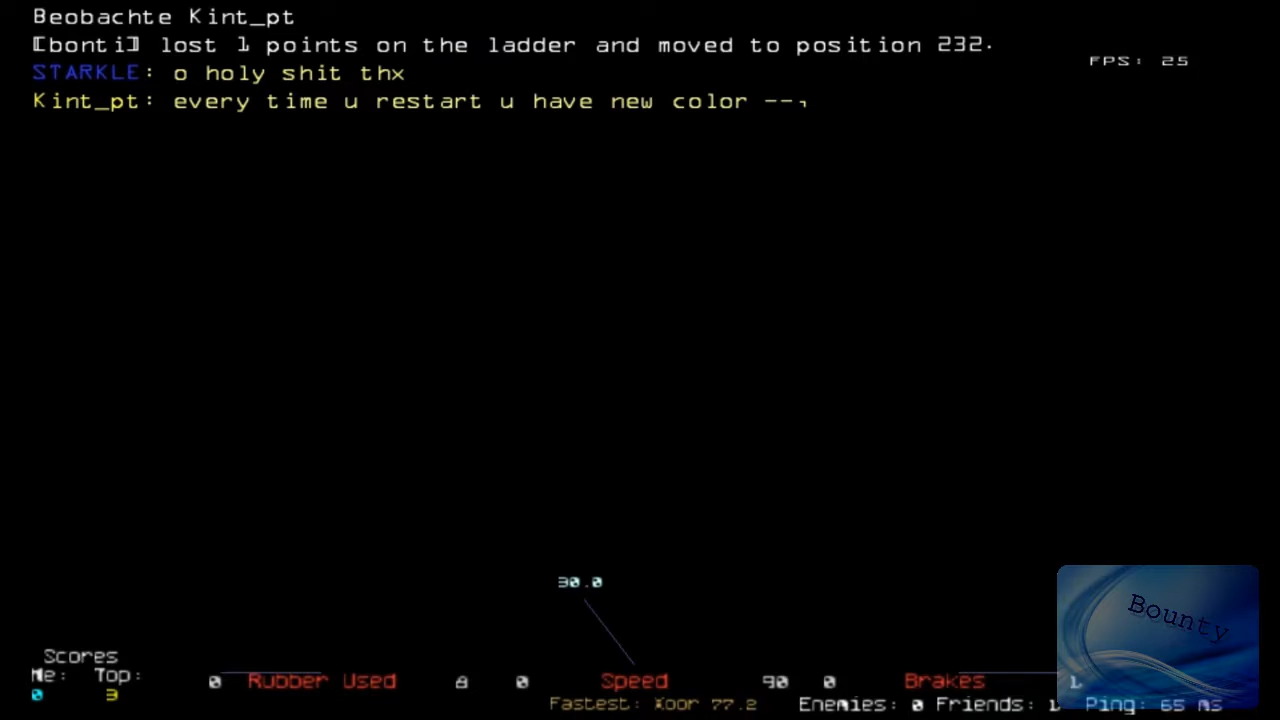 Beobachte Kint_pt
[bonti] lost 1 points on the ladder and moved to position 232.
FPS: 25
STARKLE: o holy shit thx
Kint_pt: every time u restart u have new color --,
30.0
Bounty
Scores
Me: Top:
0 3
0 Rubber Used 8 0 Speed 90 0 Brakes 1
Fastest: Xoor 77.2 Enemies: 0 Friends: 1 Ping: 65 ms